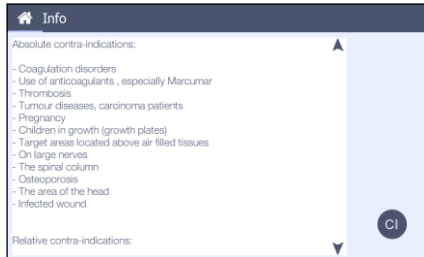 Info
Absolute contra-indications:
- Coagulation disorders
- Use of anticoagulants , especially Marcumar
- Thrombosis
- Tumour diseases, carcinoma patients
- Pregnancy
- Children in growth (growth plates)
- Target areas located above air filled tissues
- On large nerves
- The spinal column
- Osteoporosis
- The area of the head
- Infected wound
Relative contra-indications:
CI